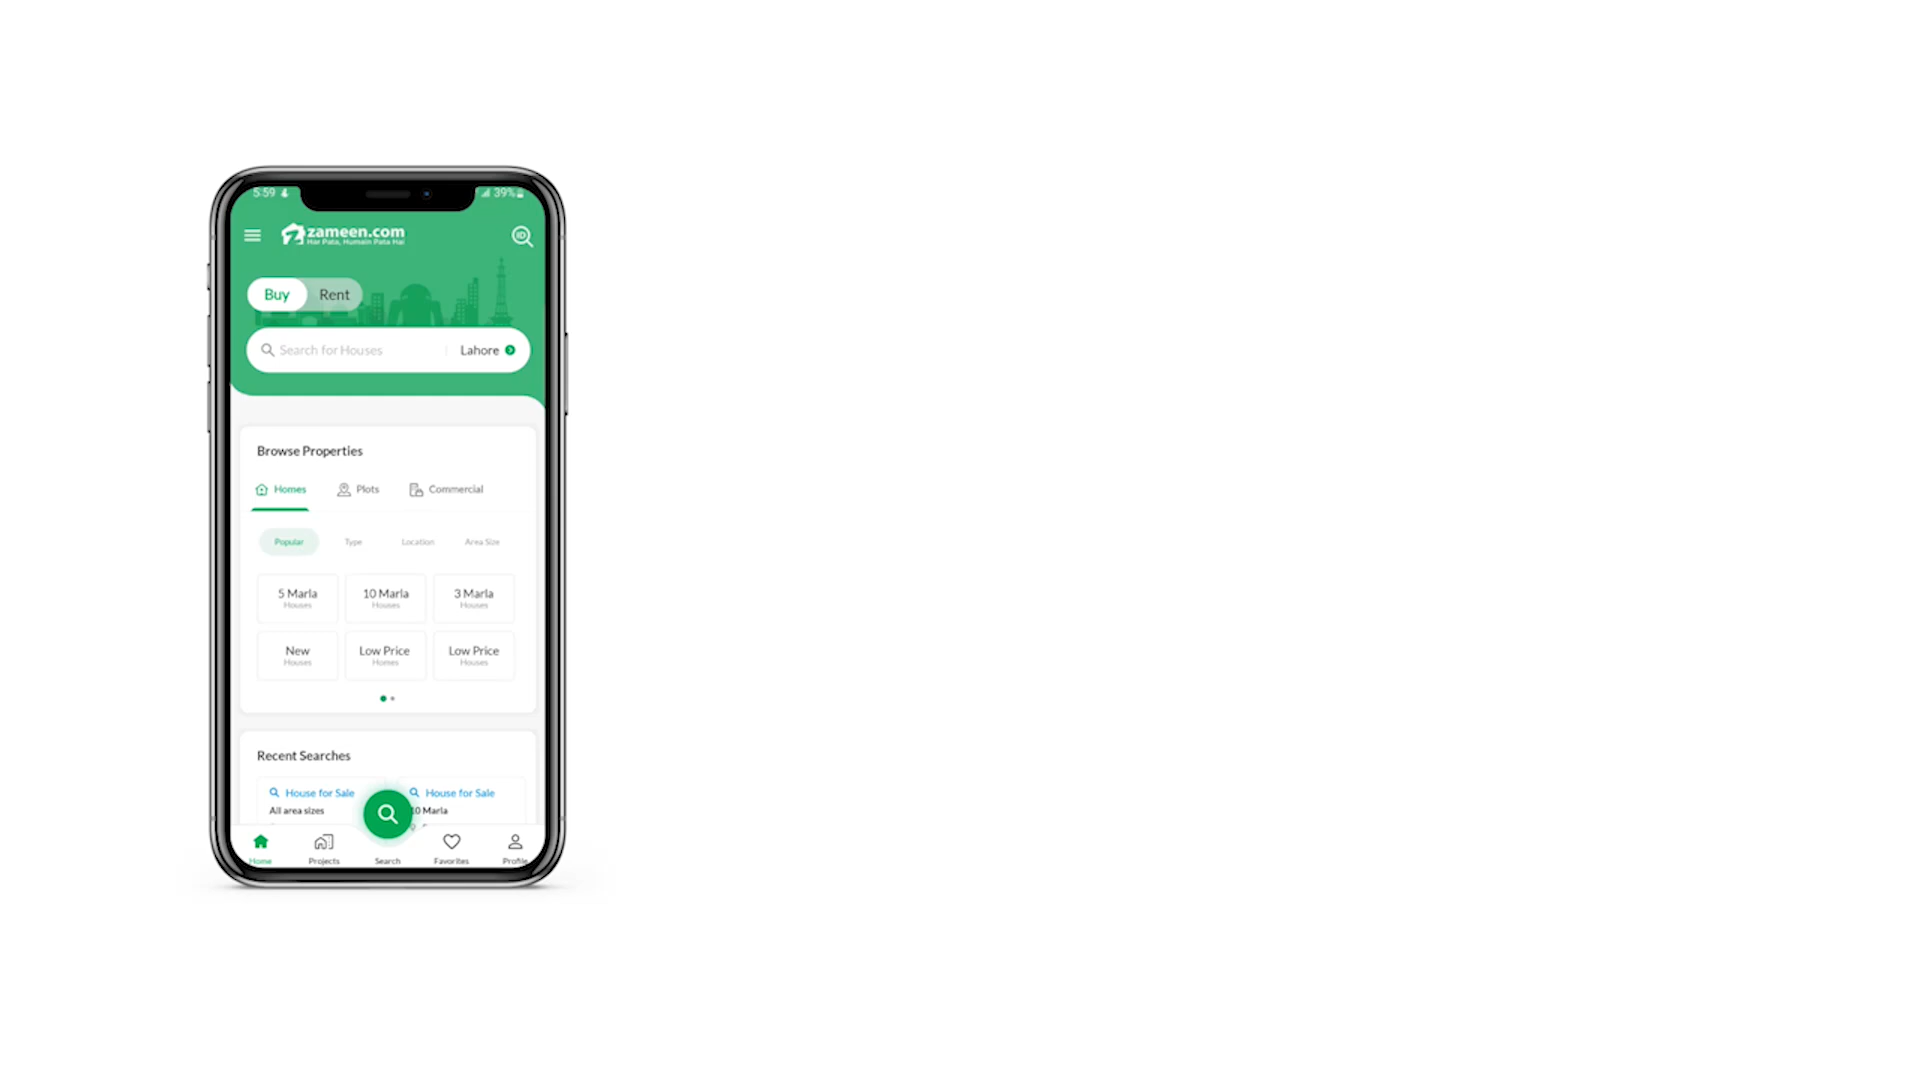 5:59 39%
zameen.com
Har Pata, Humain Pata Hai
ID
Buy Rent
Search for Houses Lahore
Browse Properties
Homes Plots Commercial
Popular Type Location Area Size
5 Marla 10 Marla 3 Marla
Houses Houses Houses
New Low Price Low Price
Houses Homes Houses
Recent Searches
House for Sale House for Sale
All area sizes 10 Marla
Home Projects Search Favorites Profile